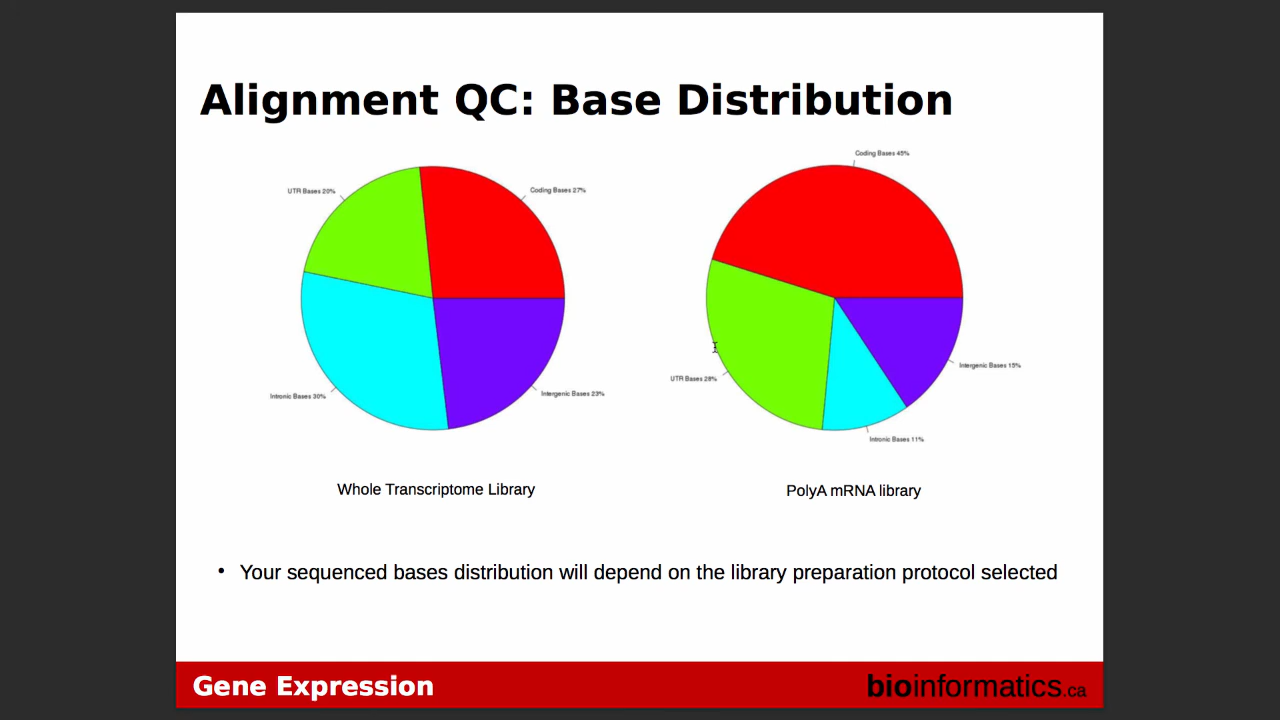 Alignment QC: Base Distribution
UTR Bases 20%
Coding Bases 27%
Intronic Bases 30%
Intergenic Bases 23%
Whole Transcriptome Library
Coding Bases 45%
UTR Bases 28%
Intergenic Bases 15%
Intronic Bases 11%
PolyA mRNA library
• Your sequenced bases distribution will depend on the library preparation protocol selected
Gene Expression
bioinformatics.ca